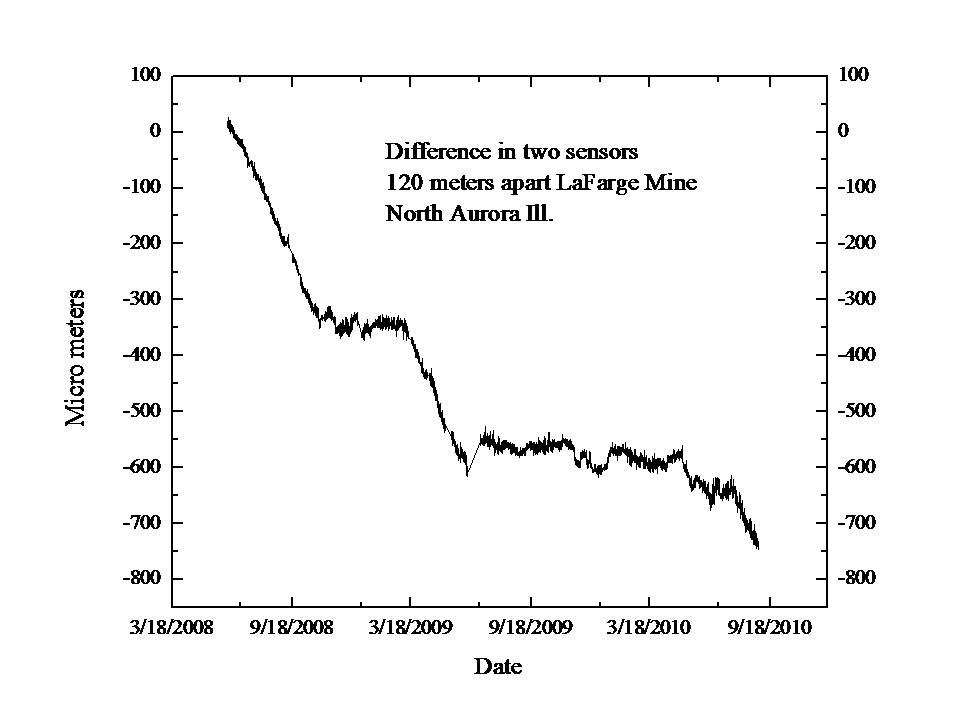 100 100
0 0
Difference in two sensors
120 meters apart LaFarge Mine
-100 -100
North Aurora Ill.
-200 -200
-300 -300
Micro meters
-400 -400
-500 -500
-600 -600
-700 -700
-800 -800
3/18/2008 9/18/2008 3/18/2009 9/18/2009 3/18/2010 9/18/2010
Date